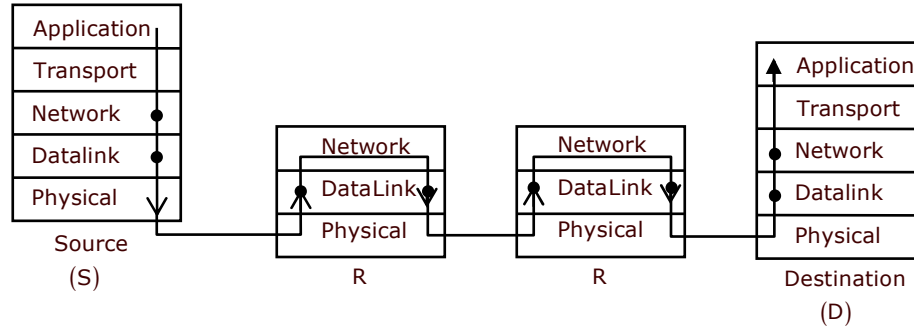 Application
Transport
Network
Datalink
Physical
Source
(S)
Network
DataLink
Physical
R
Network
DataLink
Physical
R
Application
Transport
Network
Datalink
Physical
Destination
(D)